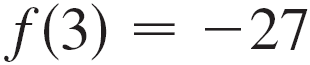 f(3) = −27